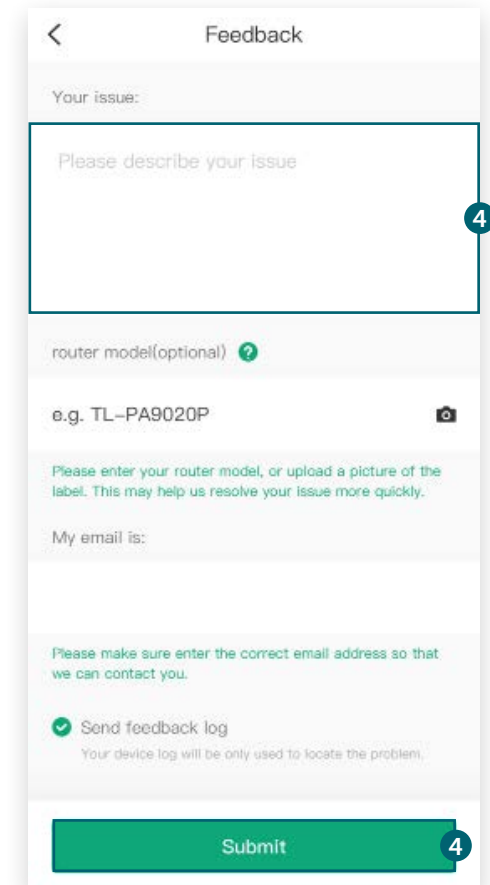 Feedback
Your issue:
Please describe your issue
4
router model(optional) ?
e.g. TL-PA9020P
Please enter your router model, or upload a picture of the
label. This may help us resolve your issue more quickly.
My email is:
Please make sure enter the correct email address so that
we can contact you.
Send feedback log
Your device log will be only used to locate the problem.
Submit
4